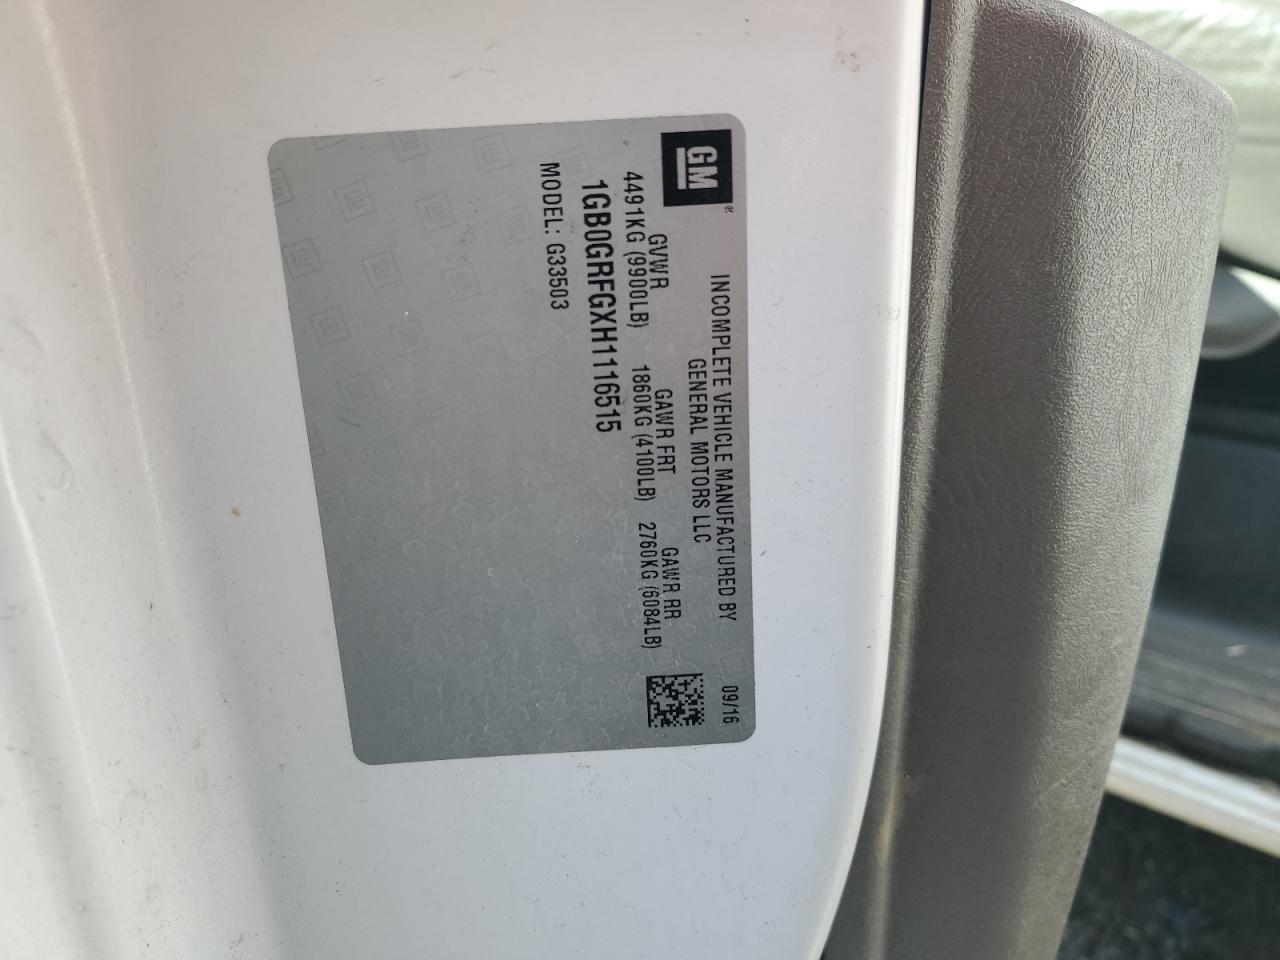 GM®
INCOMPLETE VEHICLE MANUFACTURED BY
GENERAL MOTORS LLC
09/16
GVWR GAWR FRT GAWR RR
4491KG (9900LB) 1860KG (4100LB) 2760KG (6084LB)
1GB0GRFGXH1116515
MODEL: G33503